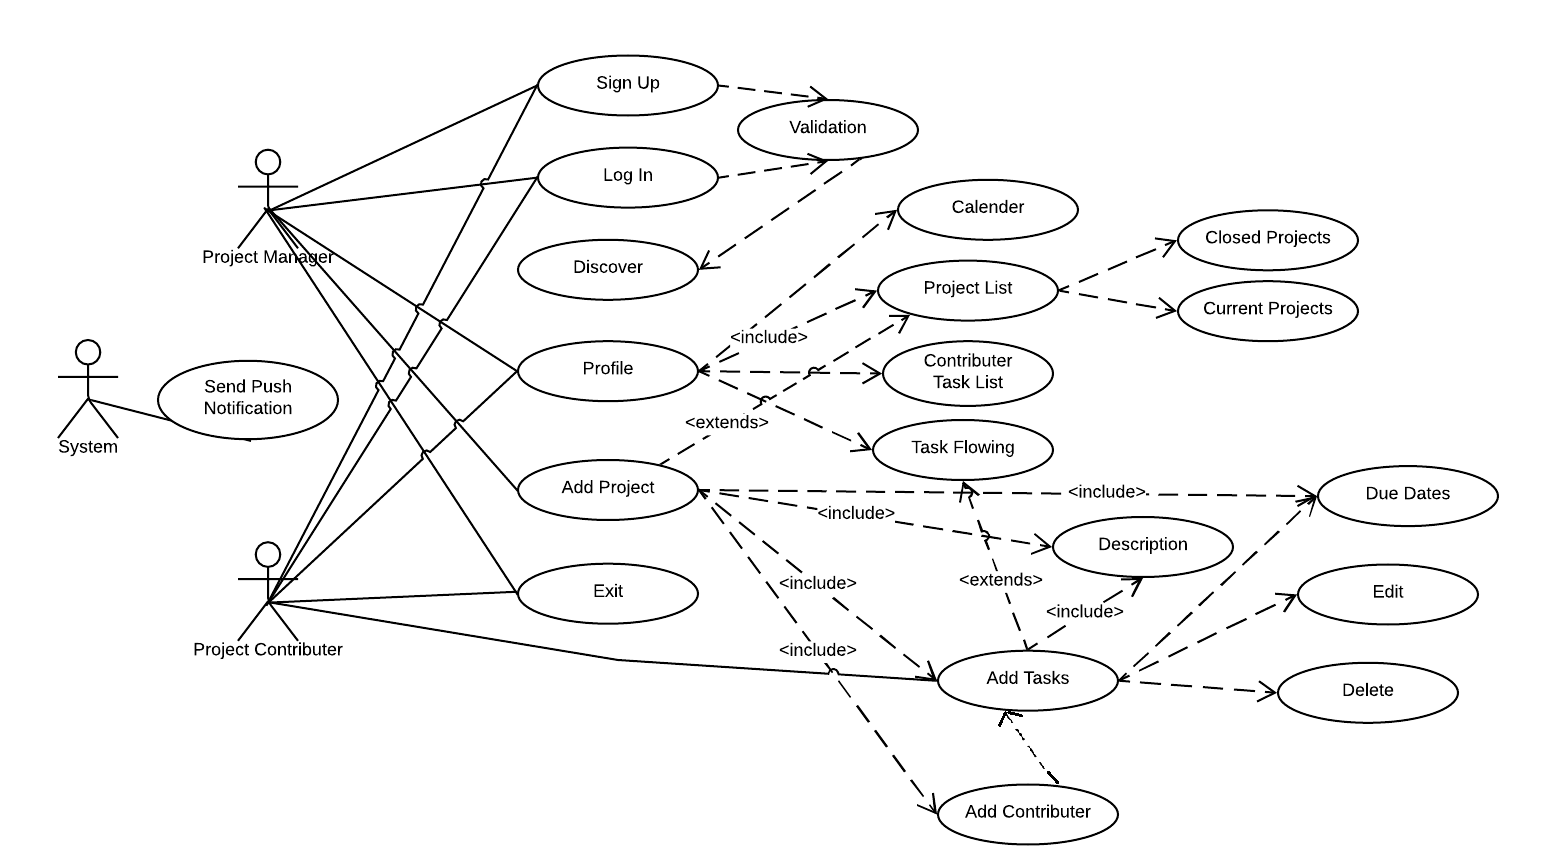 Sign Up
Validation
Log In
Calender
Closed Projects
Project Manager
Discover
Project List
Current Projects
<include>
Profile
Contributer
Task List
Send Push
Notification
<extends>
System
Task Flowing
Add Project
<include>
Due Dates
<include>
Description
<include>
<extends>
Exit
Edit
<include>
Project Contributer
<include>
Add Tasks
Delete
Add Contributer